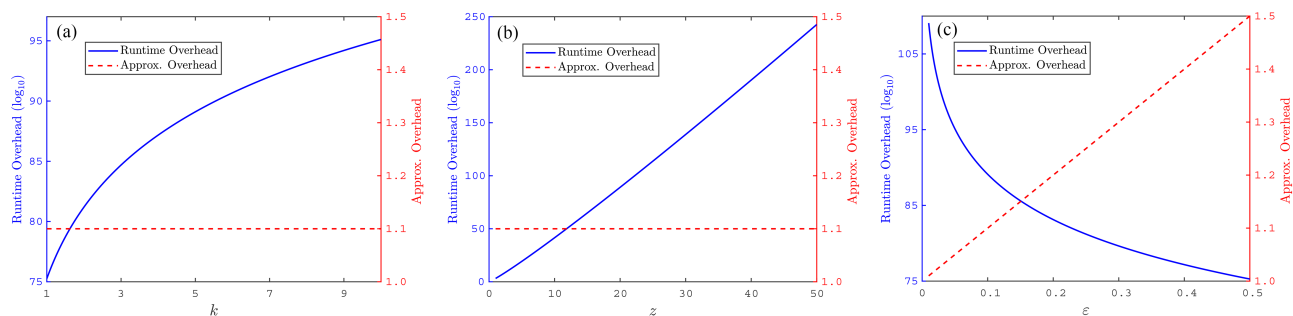 (a)
Runtime Overhead
Approx. Overhead
Runtime Overhead (log10)
95
90
85
80
75
1.5
1.4
1.3
1.2
1.1
1.0
Approx. Overhead
1 3 5 7 9
k
(b)
Runtime Overhead
Approx. Overhead
Runtime Overhead (log10)
250
200
150
100
50
0
1.5
1.4
1.3
1.2
1.1
1.0
Approx. Overhead
0 10 20 30 40 50
z
(c)
Runtime Overhead
Approx. Overhead
Runtime Overhead (log10)
105
95
85
75
1.5
1.4
1.3
1.2
1.1
1.0
Approx. Overhead
0 0.1 0.2 0.3 0.4 0.5
ε